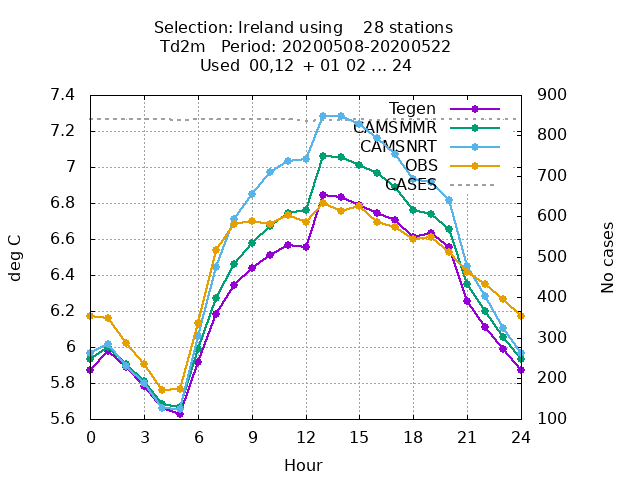 Selection: Ireland using 28 stations
Td2m Period: 20200508-20200522
Used 00,12 + 01 02 ... 24
7.4
7.2
7
6.8
6.6
6.4
6.2
6
5.8
5.6
deg C
900
800
700
600
500
400
300
200
100
No cases
Tegen
CAMSMMR
CAMSNRT
OBS
CASES
0 3 6 9 12 15 18 21 24
Hour